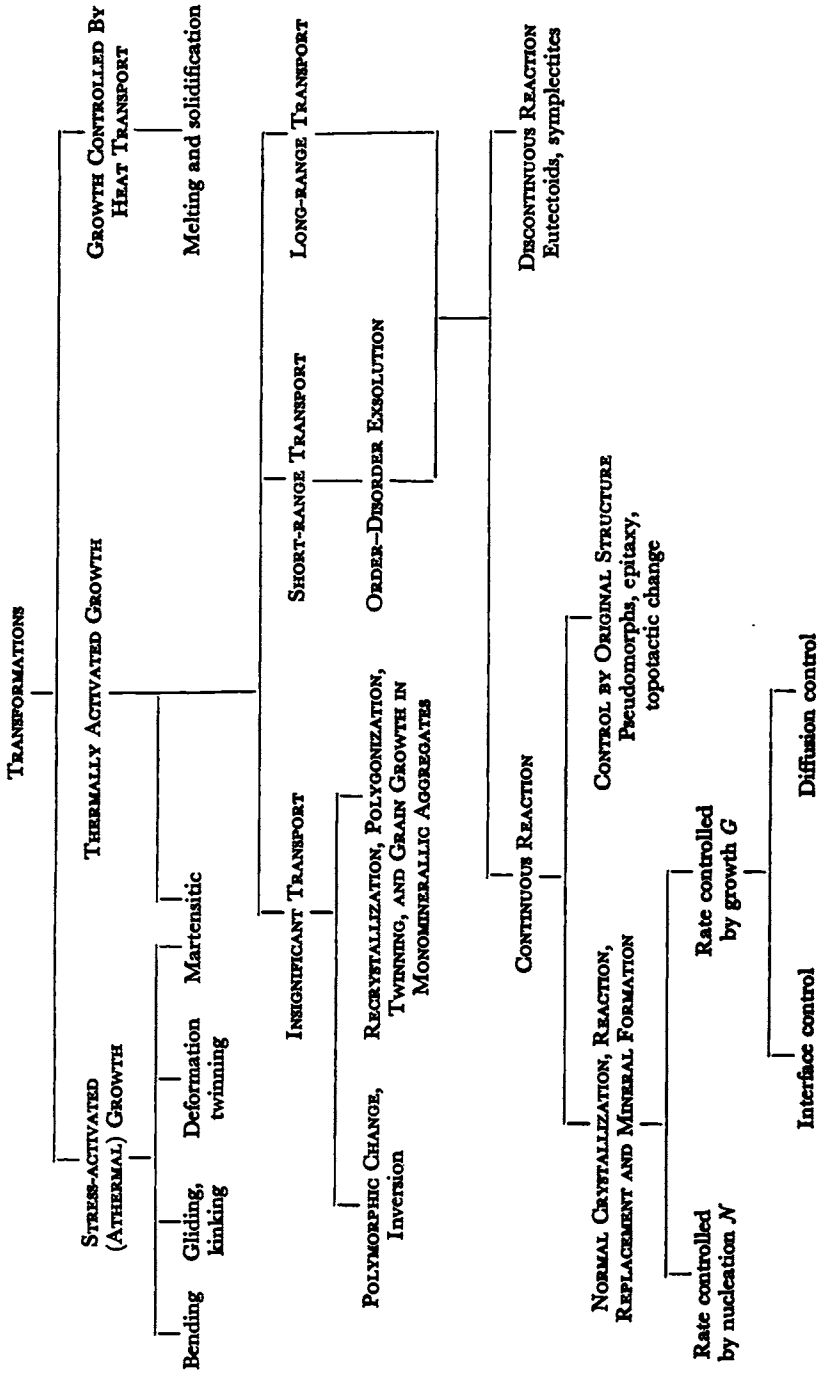 TRANSFORMATIONS
STRESS-ACTIVATED
(ATHERMAL) GROWTH
THERMALLY ACTIVATED GROWTH
GROWTH CONTROLLED BY
HEAT TRANSPORT
Bending
Gliding,
kinking
Deformation
twinning
Martensitic
Melting and solidification
INSIGNIFICANT TRANSPORT
SHORT-RANGE TRANSPORT
LONG-RANGE TRANSPORT
POLYMORPHIC CHANGE,
Inversion
RECRYSTALLIZATION, POLYGONIZATION,
TWINNING, AND GRAIN GROWTH IN
MONOMINERALLIC AGGREGATES
ORDER–DISORDER EXSOLUTION
CONTINUOUS REACTION
DISCONTINUOUS REACTION
Eutectoids, symplectites
NORMAL CRYSTALLIZATION, REACTION,
REPLACEMENT AND MINERAL FORMATION
CONTROL BY ORIGINAL STRUCTURE
Pseudomorphs, epitaxy,
topotactic change
Rate controlled
by nucleation N
Rate controlled
by growth G
Interface control
Diffusion control